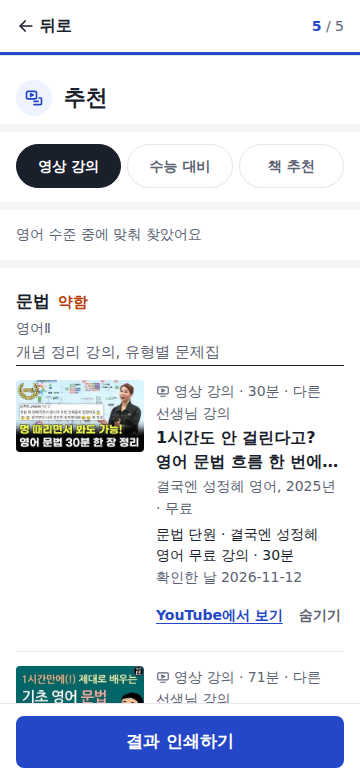 뒤로
5 / 5
추천
영상 강의
수능 대비
책 추천
영어 수준 중에 맞춰 찾았어요
문법 약함
영어Ⅱ
개념 정리 강의, 유형별 문제집
멍 때리면서 봐도 가능!
영어 문법 30분 한 장 정리
영상 강의 · 30분 · 다른
선생님 강의
1시간도 안 걸린다고?
영어 문법 흐름 한 번에…
결국엔 성정혜 영어, 2025년
· 무료
문법 단원 · 결국엔 성정혜
영어 무료 강의 · 30분
확인한 날 2026-11-12
YouTube에서 보기
숨기기
1시간만에(!) 제대로 배우는
기초 영어 문법
영상 강의 · 71분 · 다른
선생님 강의
결과 인쇄하기